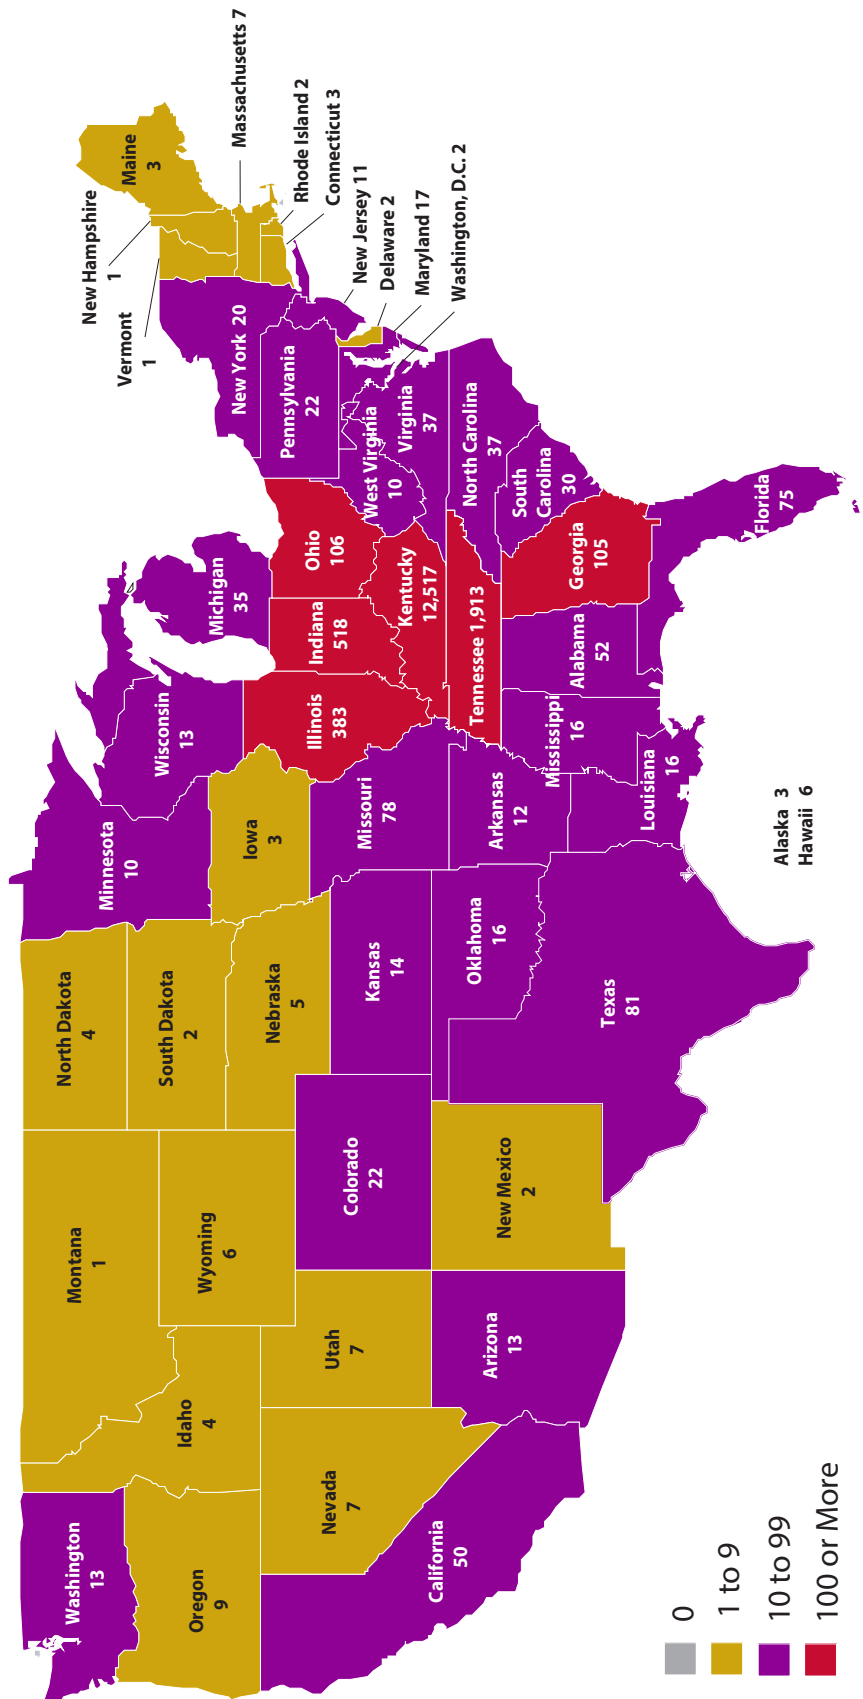 Washington
13
Oregon
9
California
50
Nevada
7
Idaho
4
Montana
1
Wyoming
6
Utah
7
Arizona
13
Colorado
22
New Mexico
2
North Dakota
4
South Dakota
2
Nebraska
5
Kansas
14
Oklahoma
16
Texas
81
Minnesota
10
Iowa
3
Missouri
78
Arkansas
12
Louisiana
16
Wisconsin
13
Illinois
383
Michigan
35
Indiana
518
Ohio
106
Kentucky
12,517
Tennessee 1,913
Mississippi
16
Alabama
52
Georgia
105
Florida
75
South
Carolina
30
North Carolina
37
Virginia
37
West Virginia
10
Pennsylvania
22
New York 20
Vermont
1
New Hampshire
1
Maine
3
Massachusetts 7
Rhode Island 2
Connecticut 3
New Jersey 11
Delaware 2
Maryland 17
Washington, D.C. 2
Alaska 3
Hawaii 6
0
1 to 9
10 to 99
100 or More